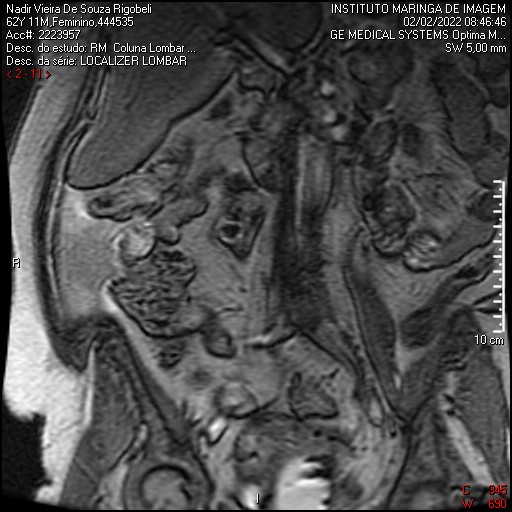 Nadir Vieira De Souza Rigobeli
62Y 11M,Feminino,444535
Acc#: 2223957
Desc. do estudo: RM Coluna Lombar ...
Desc. da série: LOCALIZER LOMBAR
< 2 - 11 >
INSTITUTO MARINGA DE IMAGEM
02/02/2022 08:46:46
GE MEDICAL SYSTEMS Optima M...
SW 5,00 mm
R
10 cm
I
C 945
W 690